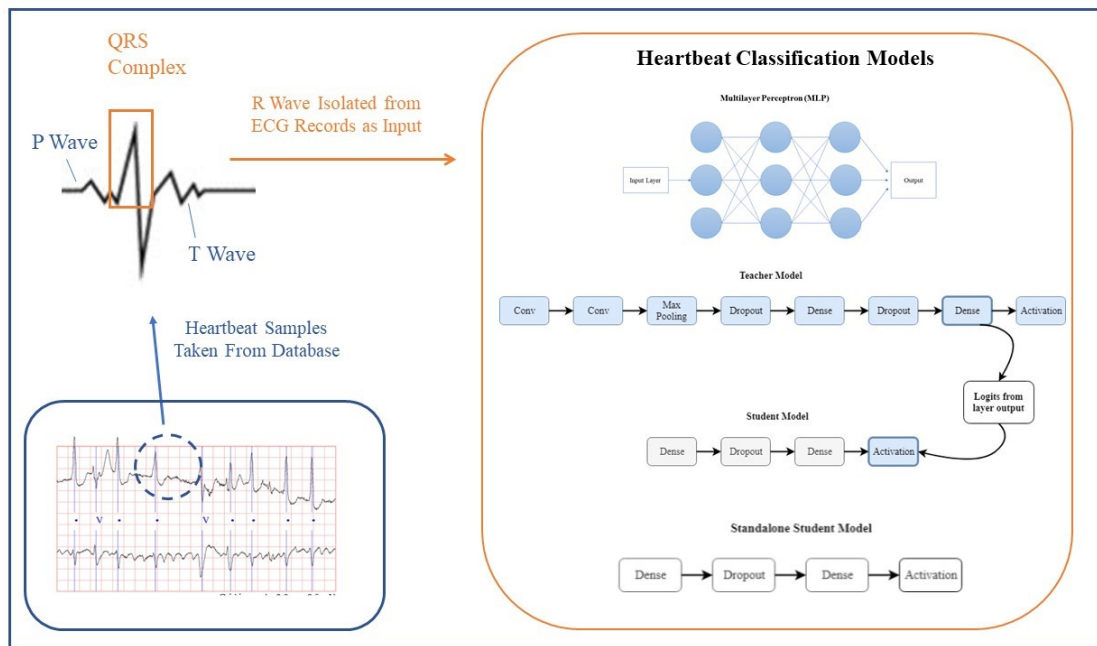 QRS
Complex
P Wave
T Wave
R Wave Isolated from
ECG Records as Input
Heartbeat Samples
Taken From Database
V
V
Heartbeat Classification Models
Multilayer Perceptron (MLP)
Input Layer
Output
Teacher Model
Conv
Conv
Max
Pooling
Dropout
Dense
Dropout
Dense
Activation
Logits from
layer output
Student Model
Dense
Dropout
Dense
Activation
Standalone Student Model
Dense
Dropout
Dense
Activation